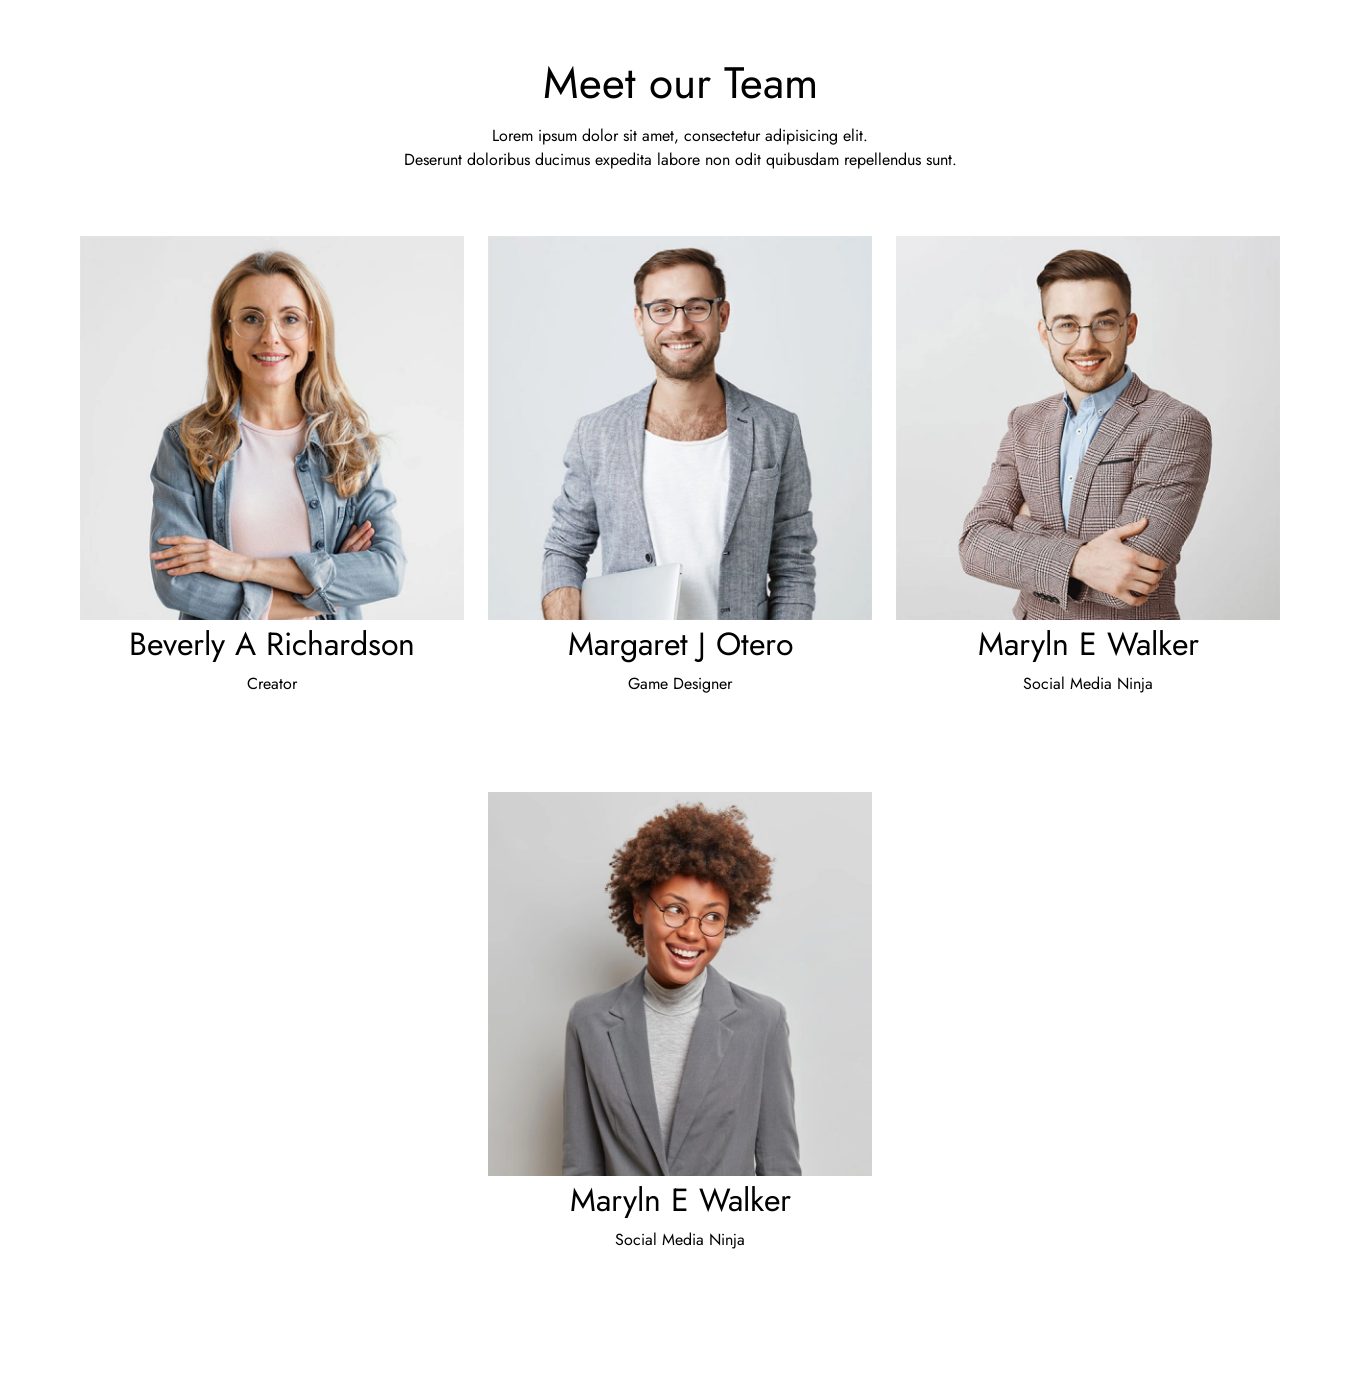 Meet our Team
Lorem ipsum dolor sit amet, consectetur adipisicing elit.
Deserunt doloribus ducimus expedita labore non odit quibusdam repellendus sunt.
Beverly A Richardson
Creator
Margaret J Otero
Game Designer
Maryln E Walker
Social Media Ninja
Maryln E Walker
Social Media Ninja